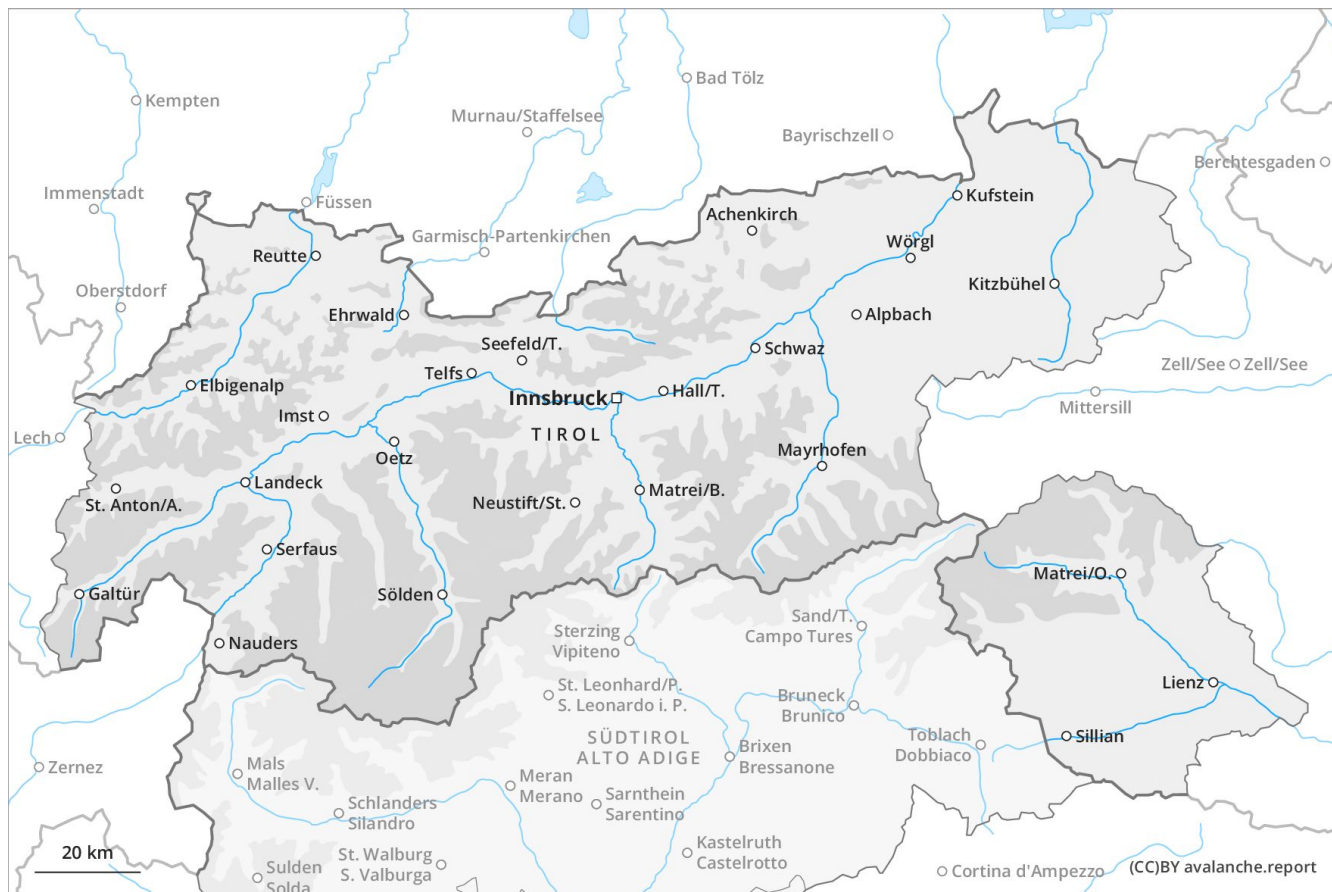 Bad Tölz
Kempten
Murnau/Staffelsee
Bayrischzell
Berchtesgaden
Immenstadt
Füssen
Kufstein
Achenkirch
Garmisch-Partenkirchen
Wörgl
Reutte
Kitzbühel
Oberstdorf
Ehrwald
Alpbach
Seefeld/T.
Schwaz
Zell/See
Zell/See
Telfs
Elbigenalp
Hall/T.
Innsbruck
Mittersill
Imst
TIROL
Lech
Oetz
Mayrhofen
Landeck
St. Anton/A.
Neustift/St.
Matrei/B.
Serfaus
Matrei/O.
Galtür
Sölden
Sand/T.
Campo Tures
Sterzing
Vipiteno
Nauders
Lienz
St. Leonhard/P.
S. Leonardo i. P.
Bruneck
Brunico
SÜDTIROL
ALTO ADIGE
Toblach
Dobbiaco
Sillian
Brixen
Bressanone
Zernez
Mals
Malles V.
Meran
Merano
Schlanders
Silandro
Sarnthein
Sarentino
Kastelruth
Castelrotto
20 km
St. Walburg
S. Valburga
Sulden
Solda
Cortina d'Ampezzo
(CC)BY avalanche.report